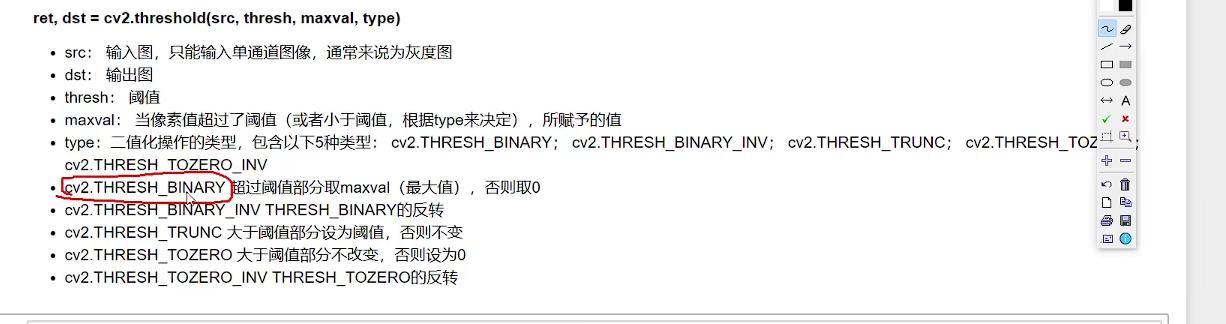 ret, dst = cv2.threshold(src, thresh, maxval, type)
src： 输入图，只能输入单通道图像，通常来说为灰度图
dst： 输出图
thresh： 阈值
maxval： 当像素值超过了阈值（或者小于阈值，根据type来决定），所赋予的值
type：二值化操作的类型，包含以下5种类型： cv2.THRESH_BINARY； cv2.THRESH_BINARY_INV； cv2.THRESH_TRUNC；
cv2.THRESH_TOZERO_INV
cv2.THRESH_BINARY 超过阈值部分取maxval（最大值），否则取0
cv2.THRESH_BINARY_INV THRESH_BINARY的反转
cv2.THRESH_TRUNC 大于阈值部分设为阈值，否则不变
cv2.THRESH_TOZERO 大于阈值部分不改变，否则设为0
cv2.THRESH_TOZERO_INV THRESH_TOZERO的反转